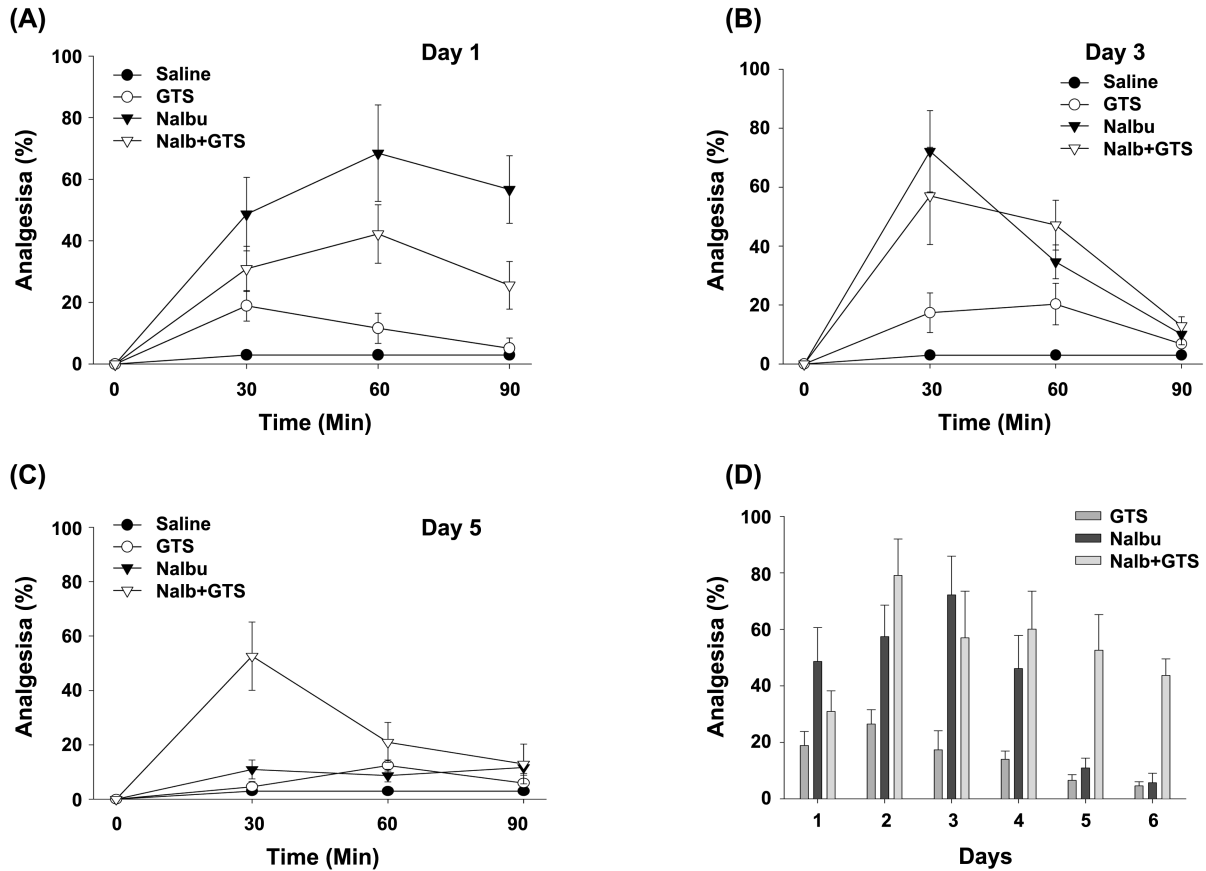 (A)
Day 1
Saline
GTS
Nalbu
Nalb+GTS
Analgesisa (%)
100
80
60
40
20
0
0 30 60 90
Time (Min)
(B)
Day 3
Saline
GTS
Nalbu
Nalb+GTS
Analgesisa (%)
100
80
60
40
20
0
0 30 60 90
Time (Min)
(C)
Day 5
Saline
GTS
Nalbu
Nalb+GTS
Analgesisa (%)
100
80
60
40
20
0
0 30 60 90
Time (Min)
(D)
GTS
Nalbu
Nalb+GTS
Analgesisa (%)
100
80
60
40
20
0
1 2 3 4 5 6
Days